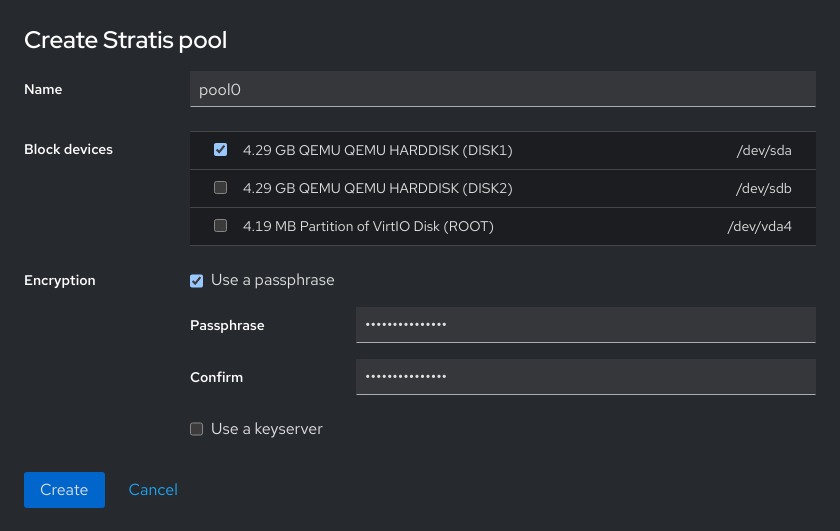 Create Stratis pool
Name
pool0
Block devices
4.29 GB QEMU QEMU HARDDISK (DISK1) /dev/sda
4.29 GB QEMU QEMU HARDDISK (DISK2) /dev/sdb
4.19 MB Partition of VirtIO Disk (ROOT) /dev/vda4
Encryption
Use a passphrase
Passphrase
•••••••••••••••
Confirm
•••••••••••••••
Use a keyserver
Create Cancel